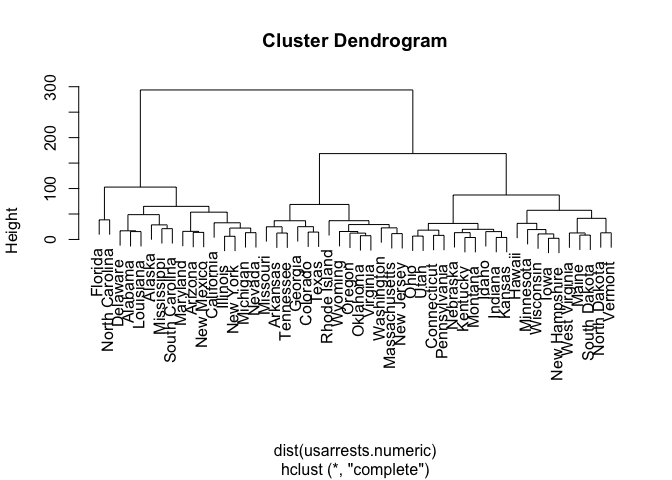 Cluster Dendrogram
Height
300
200
100
0
Florida
North Carolina
Delaware
Alabama
Louisiana
Alaska
Mississippi
South Carolina
Maryland
Arizona
New Mexico
California
Illinois
New York
Michigan
Nevada
Missouri
Arkansas
Tennessee
Georgia
Colorado
Texas
Rhode Island
Wyoming
Oregon
Oklahoma
Virginia
Washington
Massachusetts
New Jersey
Ohio
Utah
Connecticut
Pennsylvania
Nebraska
Kentucky
Montana
Idaho
Indiana
Kansas
Hawaii
Minnesota
Wisconsin
Iowa
New Hampshire
West Virginia
Maine
South Dakota
North Dakota
Vermont
dist(usarrests.numeric)
hclust (*, "complete")